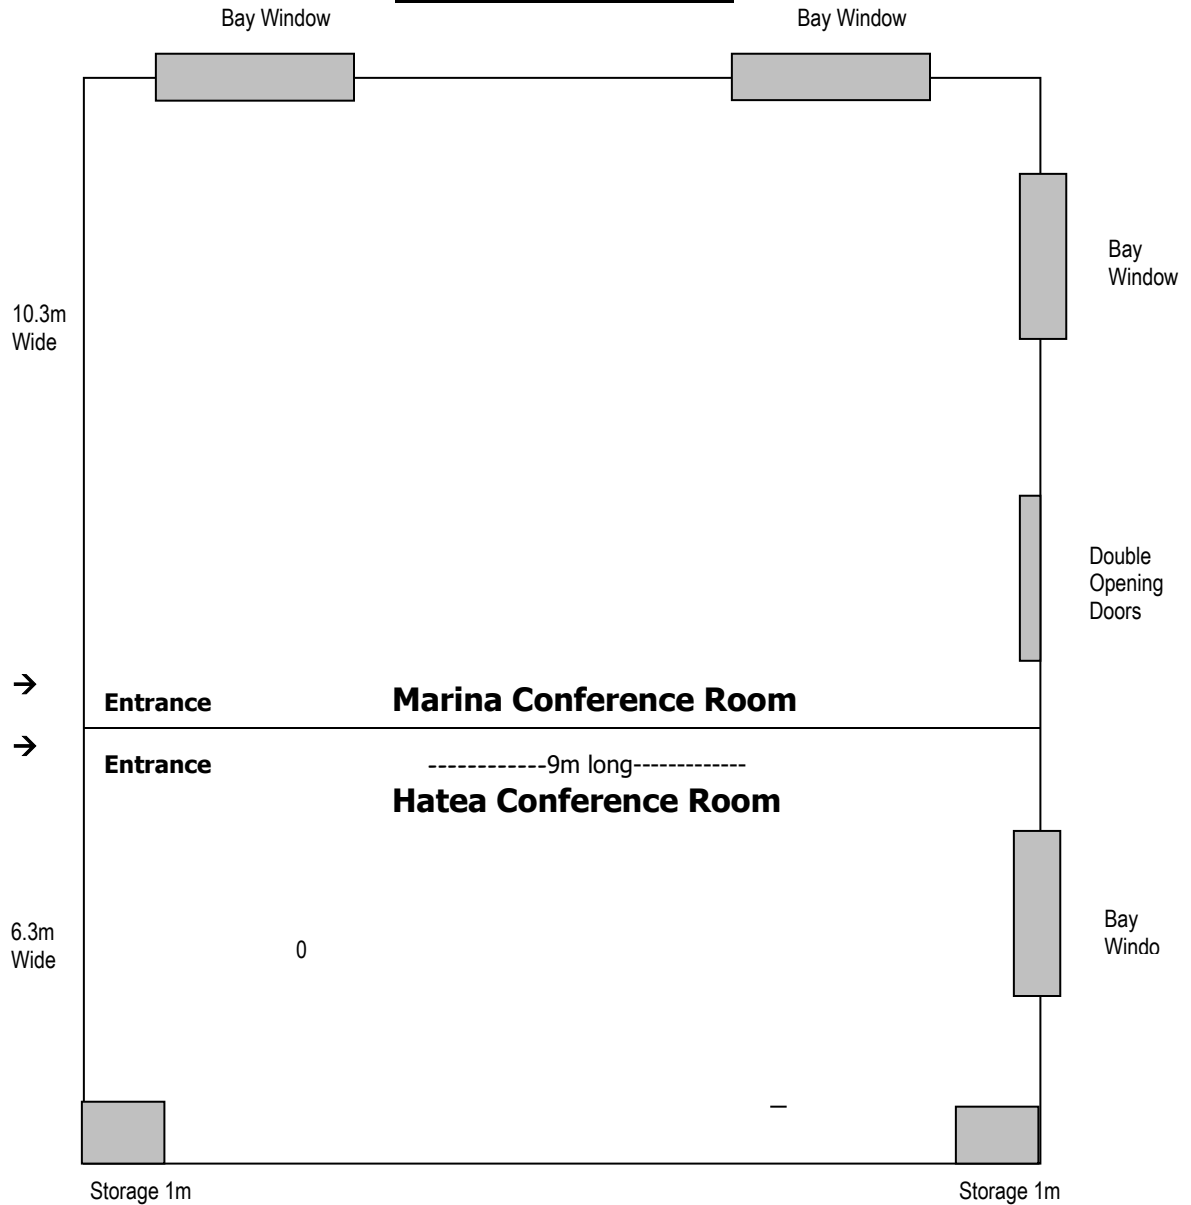 Bay Window
Bay Window
Bay
Window
10.3m
Wide
Double
Opening
Doors
→
Entrance
Marina Conference Room
→
Entrance
------------9m long-------------
Hatea Conference Room
6.3m
Wide
0
Bay
Windo
Storage 1m
Storage 1m